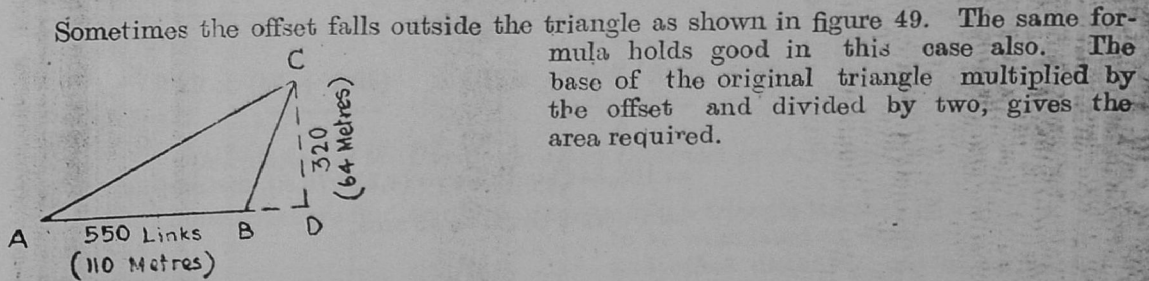 Sometimes the offset falls outside the triangle as shown in figure 49. The same for-
mula holds good in this case also. The
base of the original triangle multiplied by
the offset and divided by two, gives the
area required.
C
320
(64 Metres)
A
550 Links
B
D
(110 Metres)